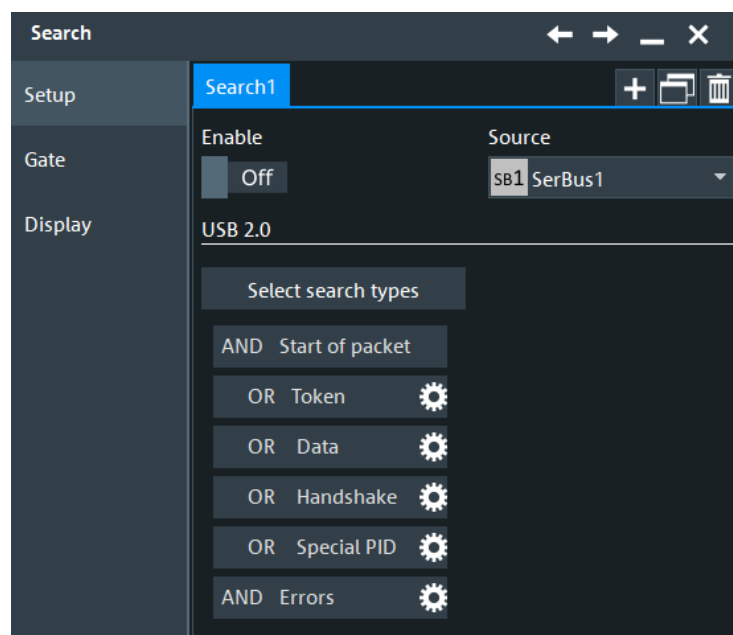 Search
Setup
Gate
Display
Search1
Enable
Source
Off
SB1 SerBus1
USB 2.0
Select search types
AND Start of packet
OR Token
OR Data
OR Handshake
OR Special PID
AND Errors